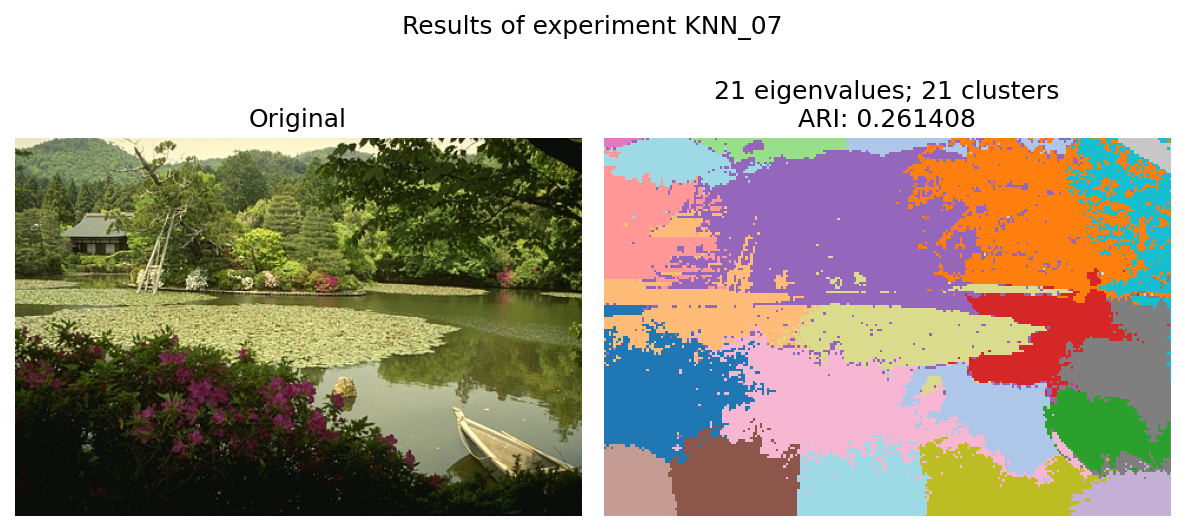 Results of experiment KNN_07
Original
21 eigenvalues; 21 clusters
ARI: 0.261408